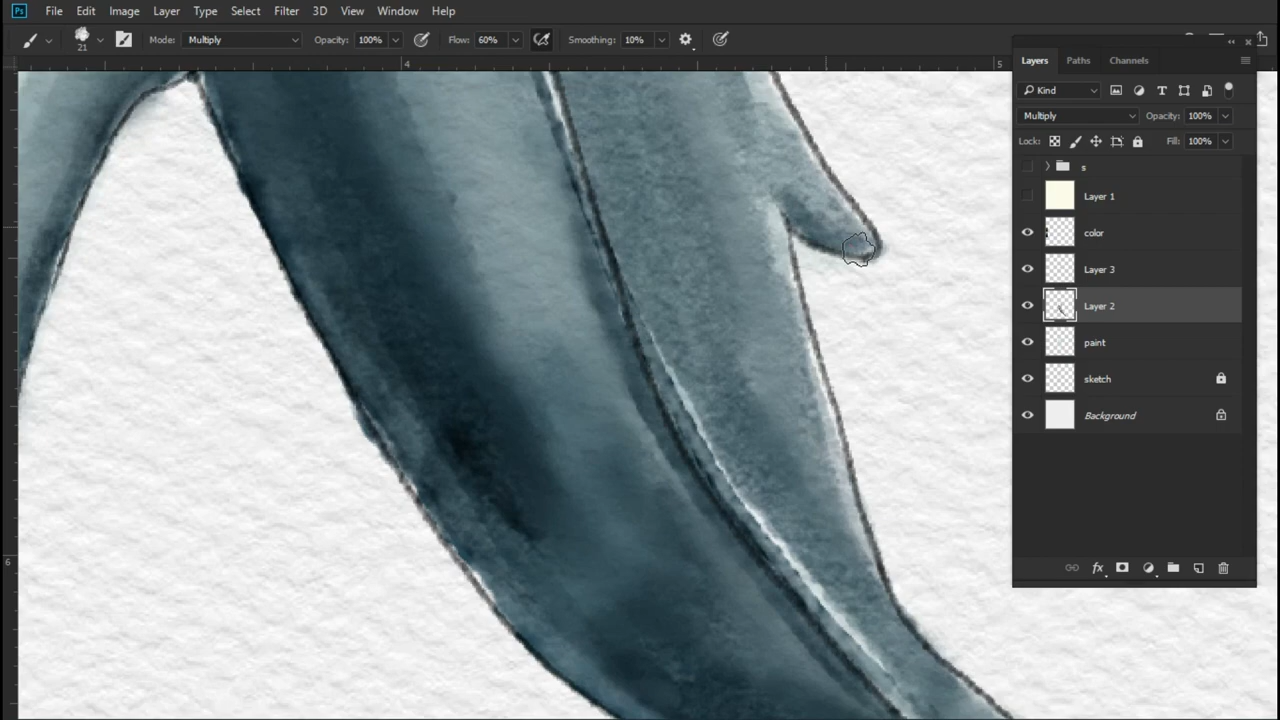 Ps File Edit Image Layer Type Select Filter 3D View Window Help
21 Mode: Multiply Opacity: 100% Flow: 60% Smoothing: 10%
4 5
6
Layers Paths Channels
Kind
Multiply Opacity: 100%
Lock: Fill: 100%
s
Layer 1
color
Layer 3
Layer 2
paint
sketch
Background
fx